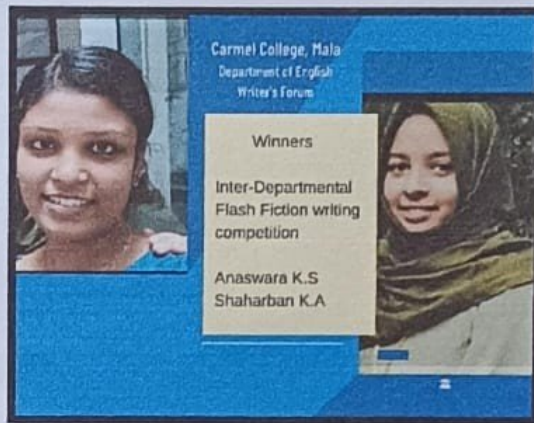 Carmel College, Mala
Department of English
Writer's Forum
Winners
Inter-Departmental
Flash Fiction writing
competition
Anaswara K.S
Shaharban K.A